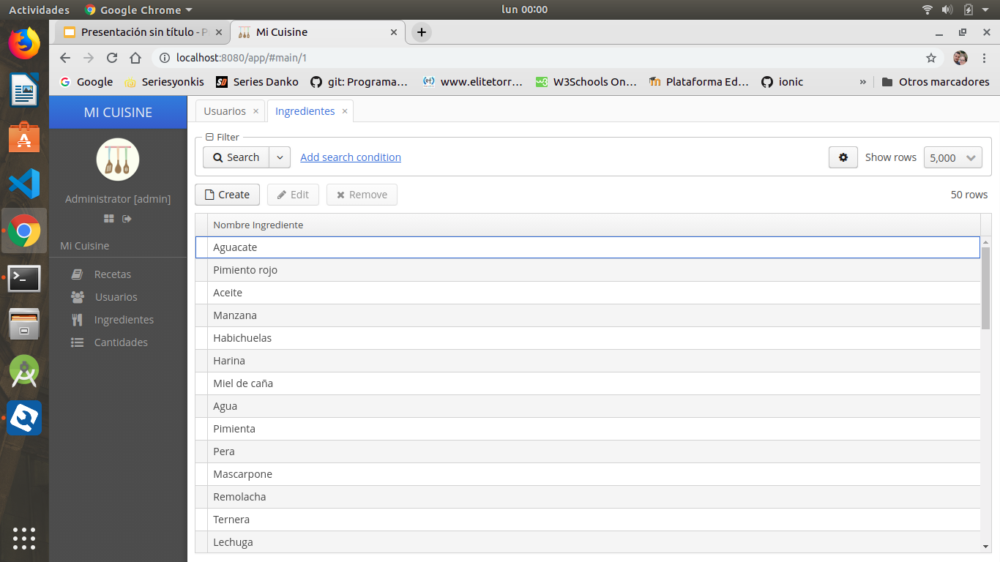 Actividades Google Chrome lun 00:00
Presentación sin título - P Mi Cuisine
localhost:8080/app/#main/1
Google Seriesyonkis Series Danko git: Programa... www.elitetorr... W3Schools On... Plataforma Ed... ionic » Otros marcadores
MI CUISINE
Administrator [admin]
Mi Cuisine
Recetas
Usuarios
Ingredientes
Cantidades
Usuarios Ingredientes
Filter
Search Add search condition Show rows 5,000
Create Edit Remove 50 rows
Nombre Ingrediente
Aguacate
Pimiento rojo
Aceite
Manzana
Habichuelas
Harina
Miel de caña
Agua
Pimienta
Pera
Mascarpone
Remolacha
Ternera
Lechuga